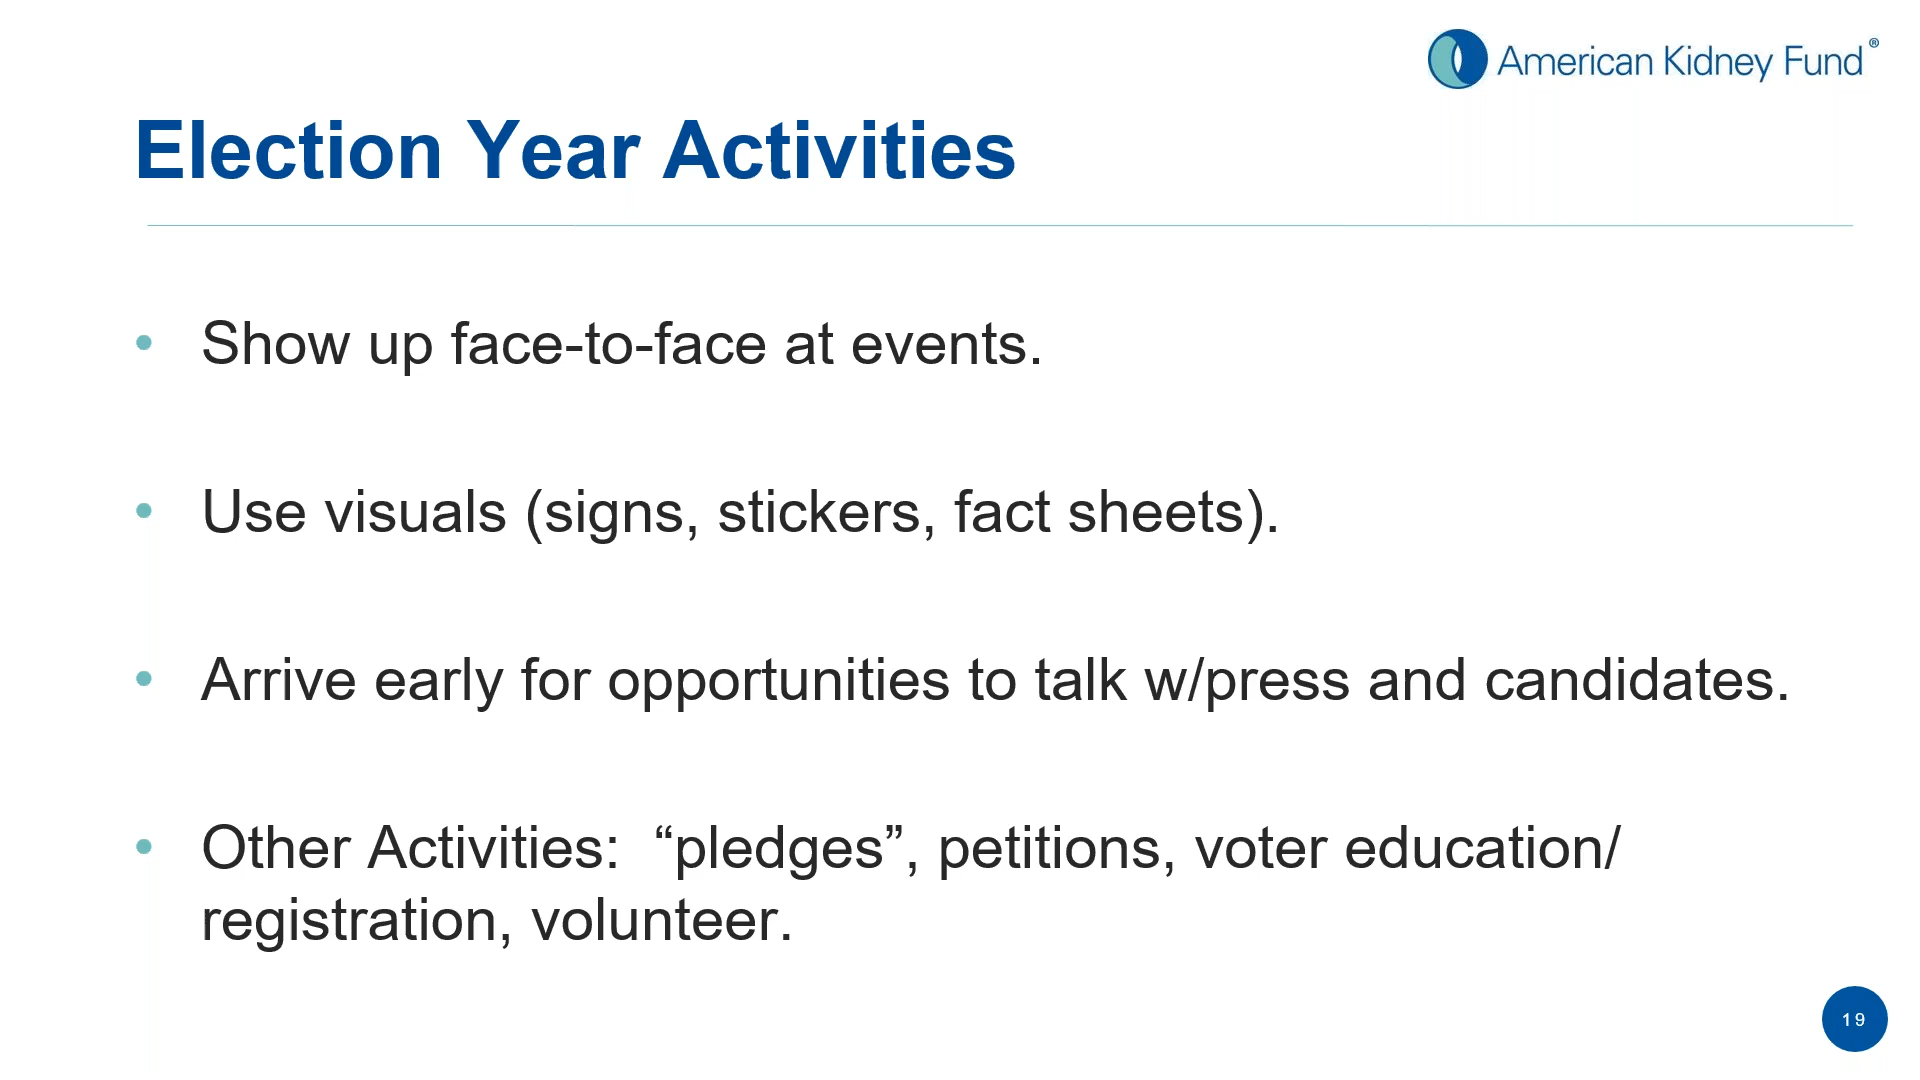 American Kidney Fund®
Election Year Activities
• Show up face-to-face at events.
• Use visuals (signs, stickers, fact sheets).
• Arrive early for opportunities to talk w/press and candidates.
• Other Activities:  “pledges”, petitions, voter education/
registration, volunteer.
19